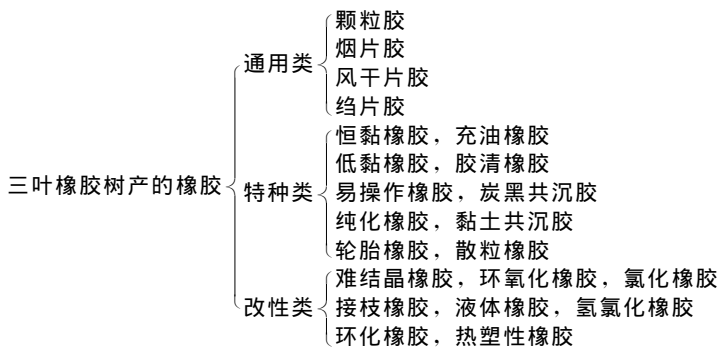 三叶橡胶树产的橡胶
通用类
颗粒胶
烟片胶
风干片胶
绉片胶
特种类
恒黏橡胶，充油橡胶
低黏橡胶，胶清橡胶
易操作橡胶，炭黑共沉胶
纯化橡胶，黏土共沉胶
轮胎橡胶，散粒橡胶
改性类
难结晶橡胶，环氧化橡胶，氯化橡胶
接枝橡胶，液体橡胶，氢氯化橡胶
环化橡胶，热塑性橡胶